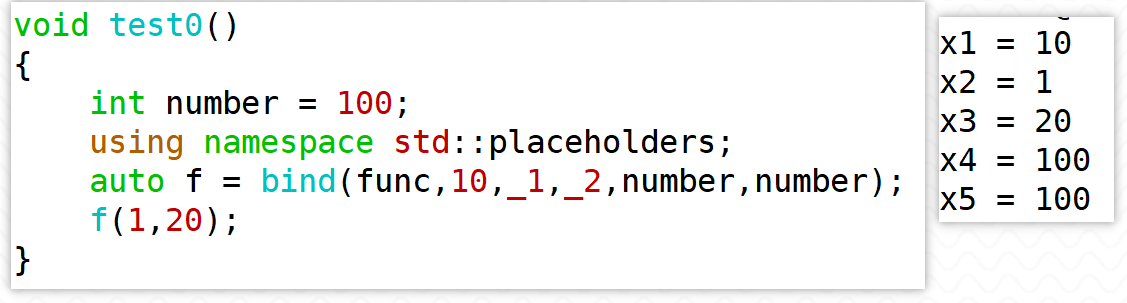 void test0()
{
    int number = 100;
    using namespace std::placeholders;
    auto f = bind(func,10,_1,_2,number,number);
    f(1,20);
}
x1 = 10
x2 = 1
x3 = 20
x4 = 100
x5 = 100